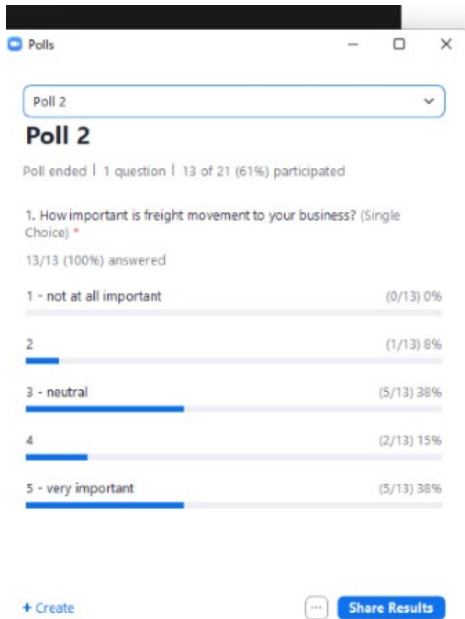 Polls
Poll 2
Poll 2
Poll ended | 1 question | 13 of 21 (61%) participated
1. How important is freight movement to your business? (Single
Choice) *
13/13 (100%) answered
1 - not at all important (0/13) 0%
2 (1/13) 8%
3 - neutral (5/13) 38%
4 (2/13) 15%
5 - very important (5/13) 38%
+ Create ... Share Results